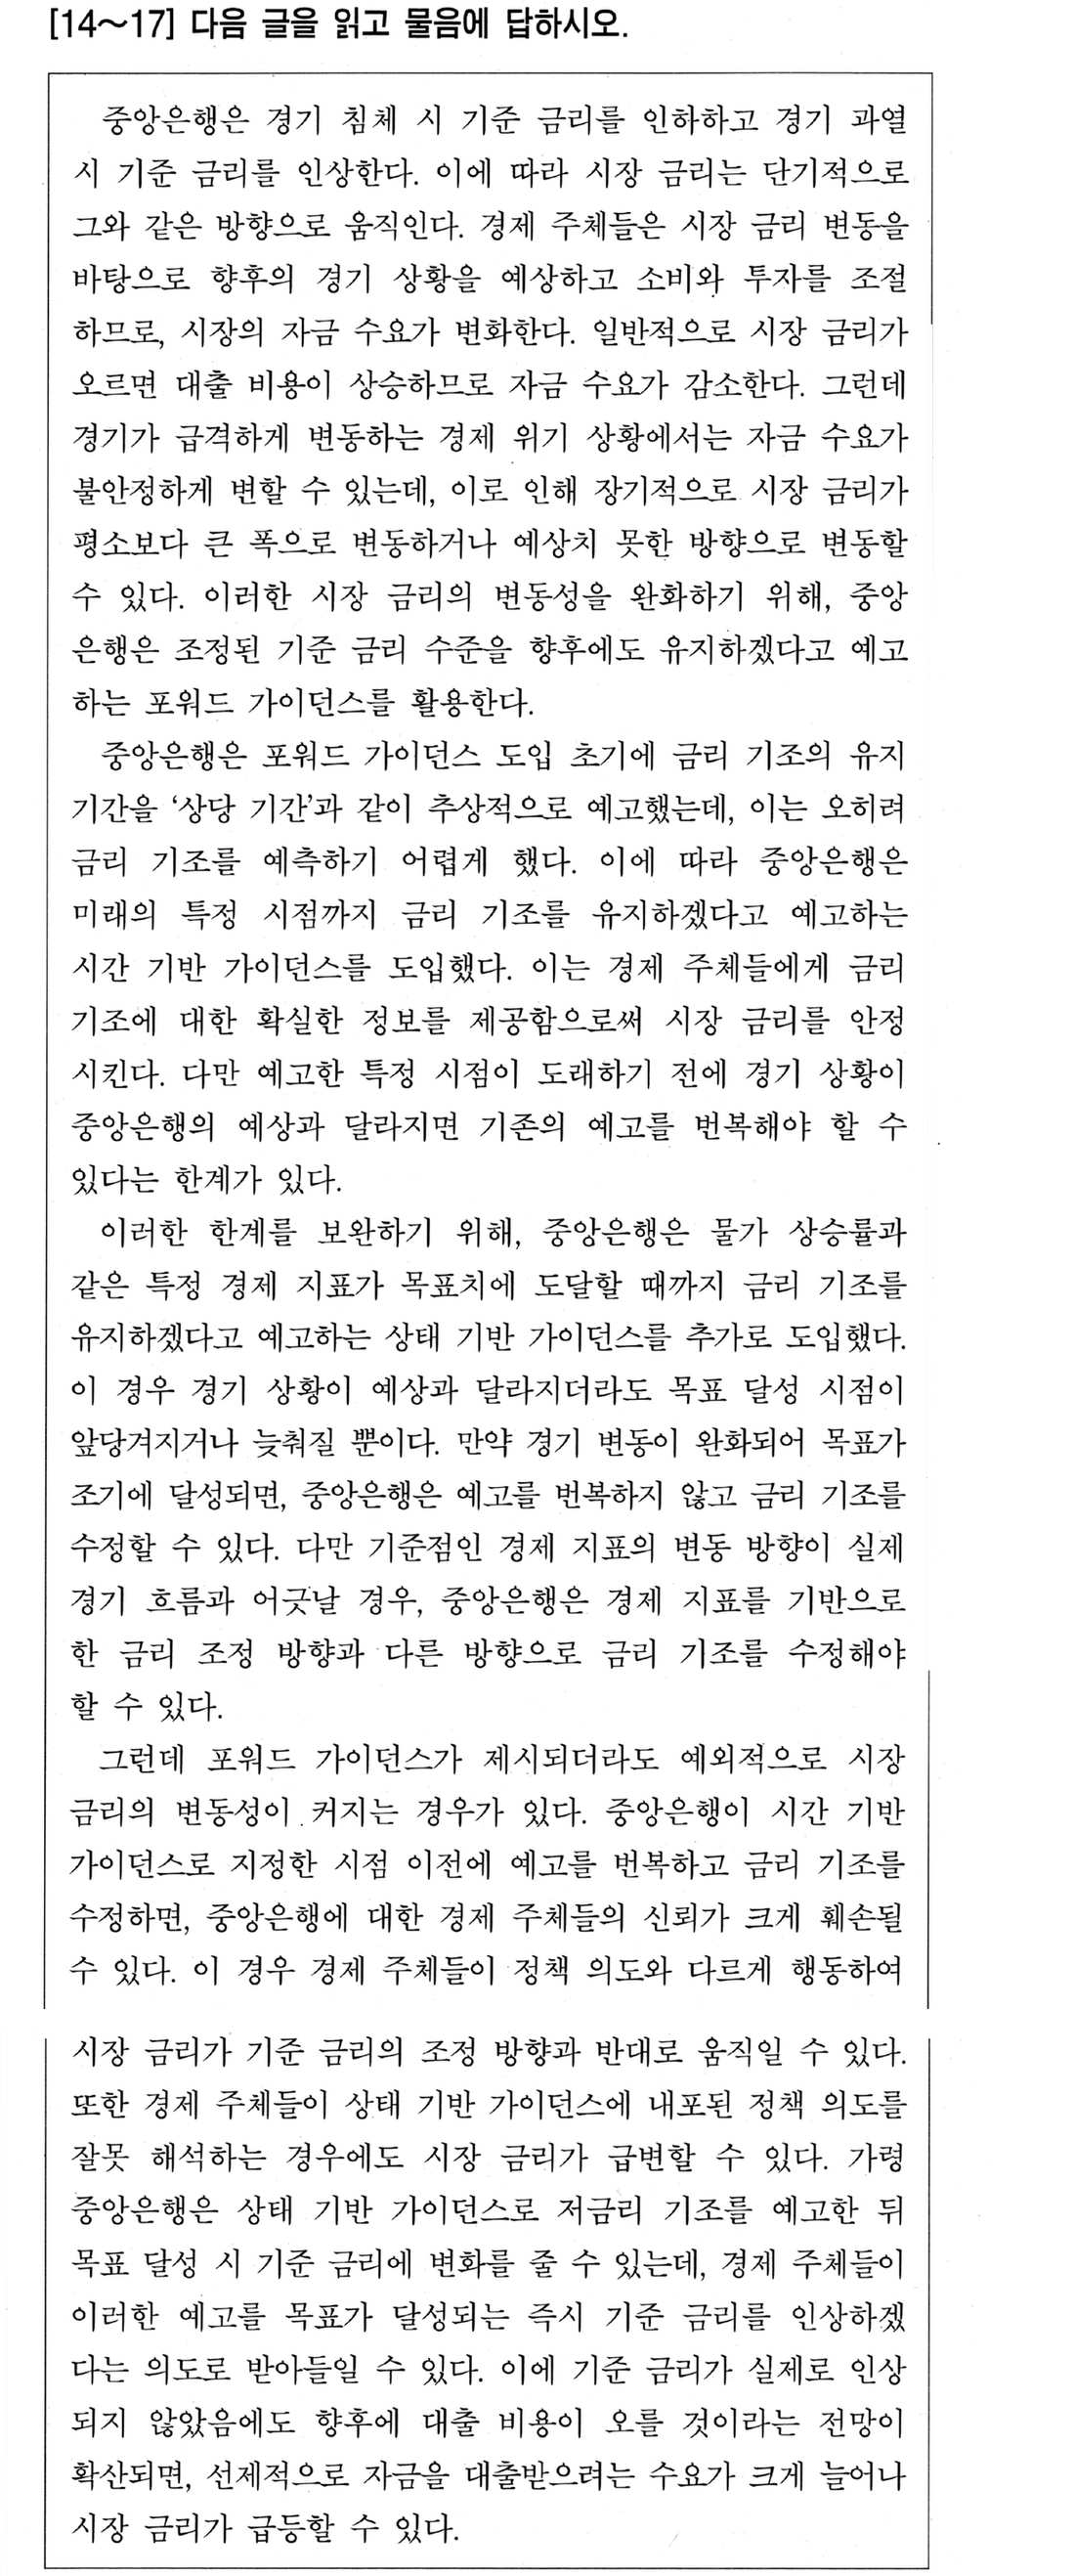 [14~17] 다음 글을 읽고 물음에 답하시오.
중앙은행은 경기 침체 시 기준 금리를 인하하고 경기 과열
시 기준 금리를 인상한다. 이에 따라 시장 금리는 단기적으로
그와 같은 방향으로 움직인다. 경제 주체들은 시장 금리 변동을
바탕으로 향후의 경기 상황을 예상하고 소비와 투자를 조절
하므로, 시장의 자금 수요가 변화한다. 일반적으로 시장 금리가
오르면 대출 비용이 상승하므로 자금 수요가 감소한다. 그런데
경기가 급격하게 변동하는 경제 위기 상황에서는 자금 수요가
불안정하게 변할 수 있는데, 이로 인해 장기적으로 시장 금리가
평소보다 큰 폭으로 변동하거나 예상치 못한 방향으로 변동할
수 있다. 이러한 시장 금리의 변동성을 완화하기 위해, 중앙
은행은 조정된 기준 금리 수준을 향후에도 유지하겠다고 예고
하는 포워드 가이던스를 활용한다.
중앙은행은 포워드 가이던스 도입 초기에 금리 기조의 유지
기간을 ‘상당 기간’과 같이 추상적으로 예고했는데, 이는 오히려
금리 기조를 예측하기 어렵게 했다. 이에 따라 중앙은행은
미래의 특정 시점까지 금리 기조를 유지하겠다고 예고하는
시간 기반 가이던스를 도입했다. 이는 경제 주체들에게 금리
기조에 대한 확실한 정보를 제공함으로써 시장 금리를 안정
시킨다. 다만 예고한 특정 시점이 도래하기 전에 경기 상황이
중앙은행의 예상과 달라지면 기존의 예고를 번복해야 할 수
있다는 한계가 있다.
이러한 한계를 보완하기 위해, 중앙은행은 물가 상승률과
같은 특정 경제 지표가 목표치에 도달할 때까지 금리 기조를
유지하겠다고 예고하는 상태 기반 가이던스를 추가로 도입했다.
이 경우 경기 상황이 예상과 달라지더라도 목표 달성 시점이
앞당겨지거나 늦춰질 뿐이다. 만약 경기 변동이 완화되어 목표가
조기에 달성되면, 중앙은행은 예고를 번복하지 않고 금리 기조를
수정할 수 있다. 다만 기준점인 경제 지표의 변동 방향이 실제
경기 흐름과 어긋날 경우, 중앙은행은 경제 지표를 기반으로
한 금리 조정 방향과 다른 방향으로 금리 기조를 수정해야
할 수 있다.
그런데 포워드 가이던스가 제시되더라도 예외적으로 시장
금리의 변동성이 커지는 경우가 있다. 중앙은행이 시간 기반
가이던스로 지정한 시점 이전에 예고를 번복하고 금리 기조를
수정하면, 중앙은행에 대한 경제 주체들의 신뢰가 크게 훼손될
수 있다. 이 경우 경제 주체들이 정책 의도와 다르게 행동하여
시장 금리가 기준 금리의 조정 방향과 반대로 움직일 수 있다.
또한 경제 주체들이 상태 기반 가이던스에 내포된 정책 의도를
잘못 해석하는 경우에도 시장 금리가 급변할 수 있다. 가령
중앙은행은 상태 기반 가이던스로 저금리 기조를 예고한 뒤
목표 달성 시 기준 금리에 변화를 줄 수 있는데, 경제 주체들이
이러한 예고를 목표가 달성되는 즉시 기준 금리를 인상하겠
다는 의도로 받아들일 수 있다. 이에 기준 금리가 실제로 인상
되지 않았음에도 향후에 대출 비용이 오를 것이라는 전망이
확산되면, 선제적으로 자금을 대출받으려는 수요가 크게 늘어나
시장 금리가 급등할 수 있다.